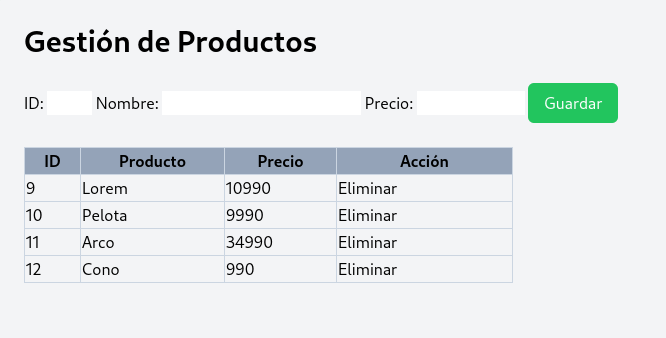 Gestión de Productos
ID: Nombre: Precio: Guardar
ID Producto Precio Acción
9 Lorem 10990 Eliminar
10 Pelota 9990 Eliminar
11 Arco 34990 Eliminar
12 Cono 990 Eliminar